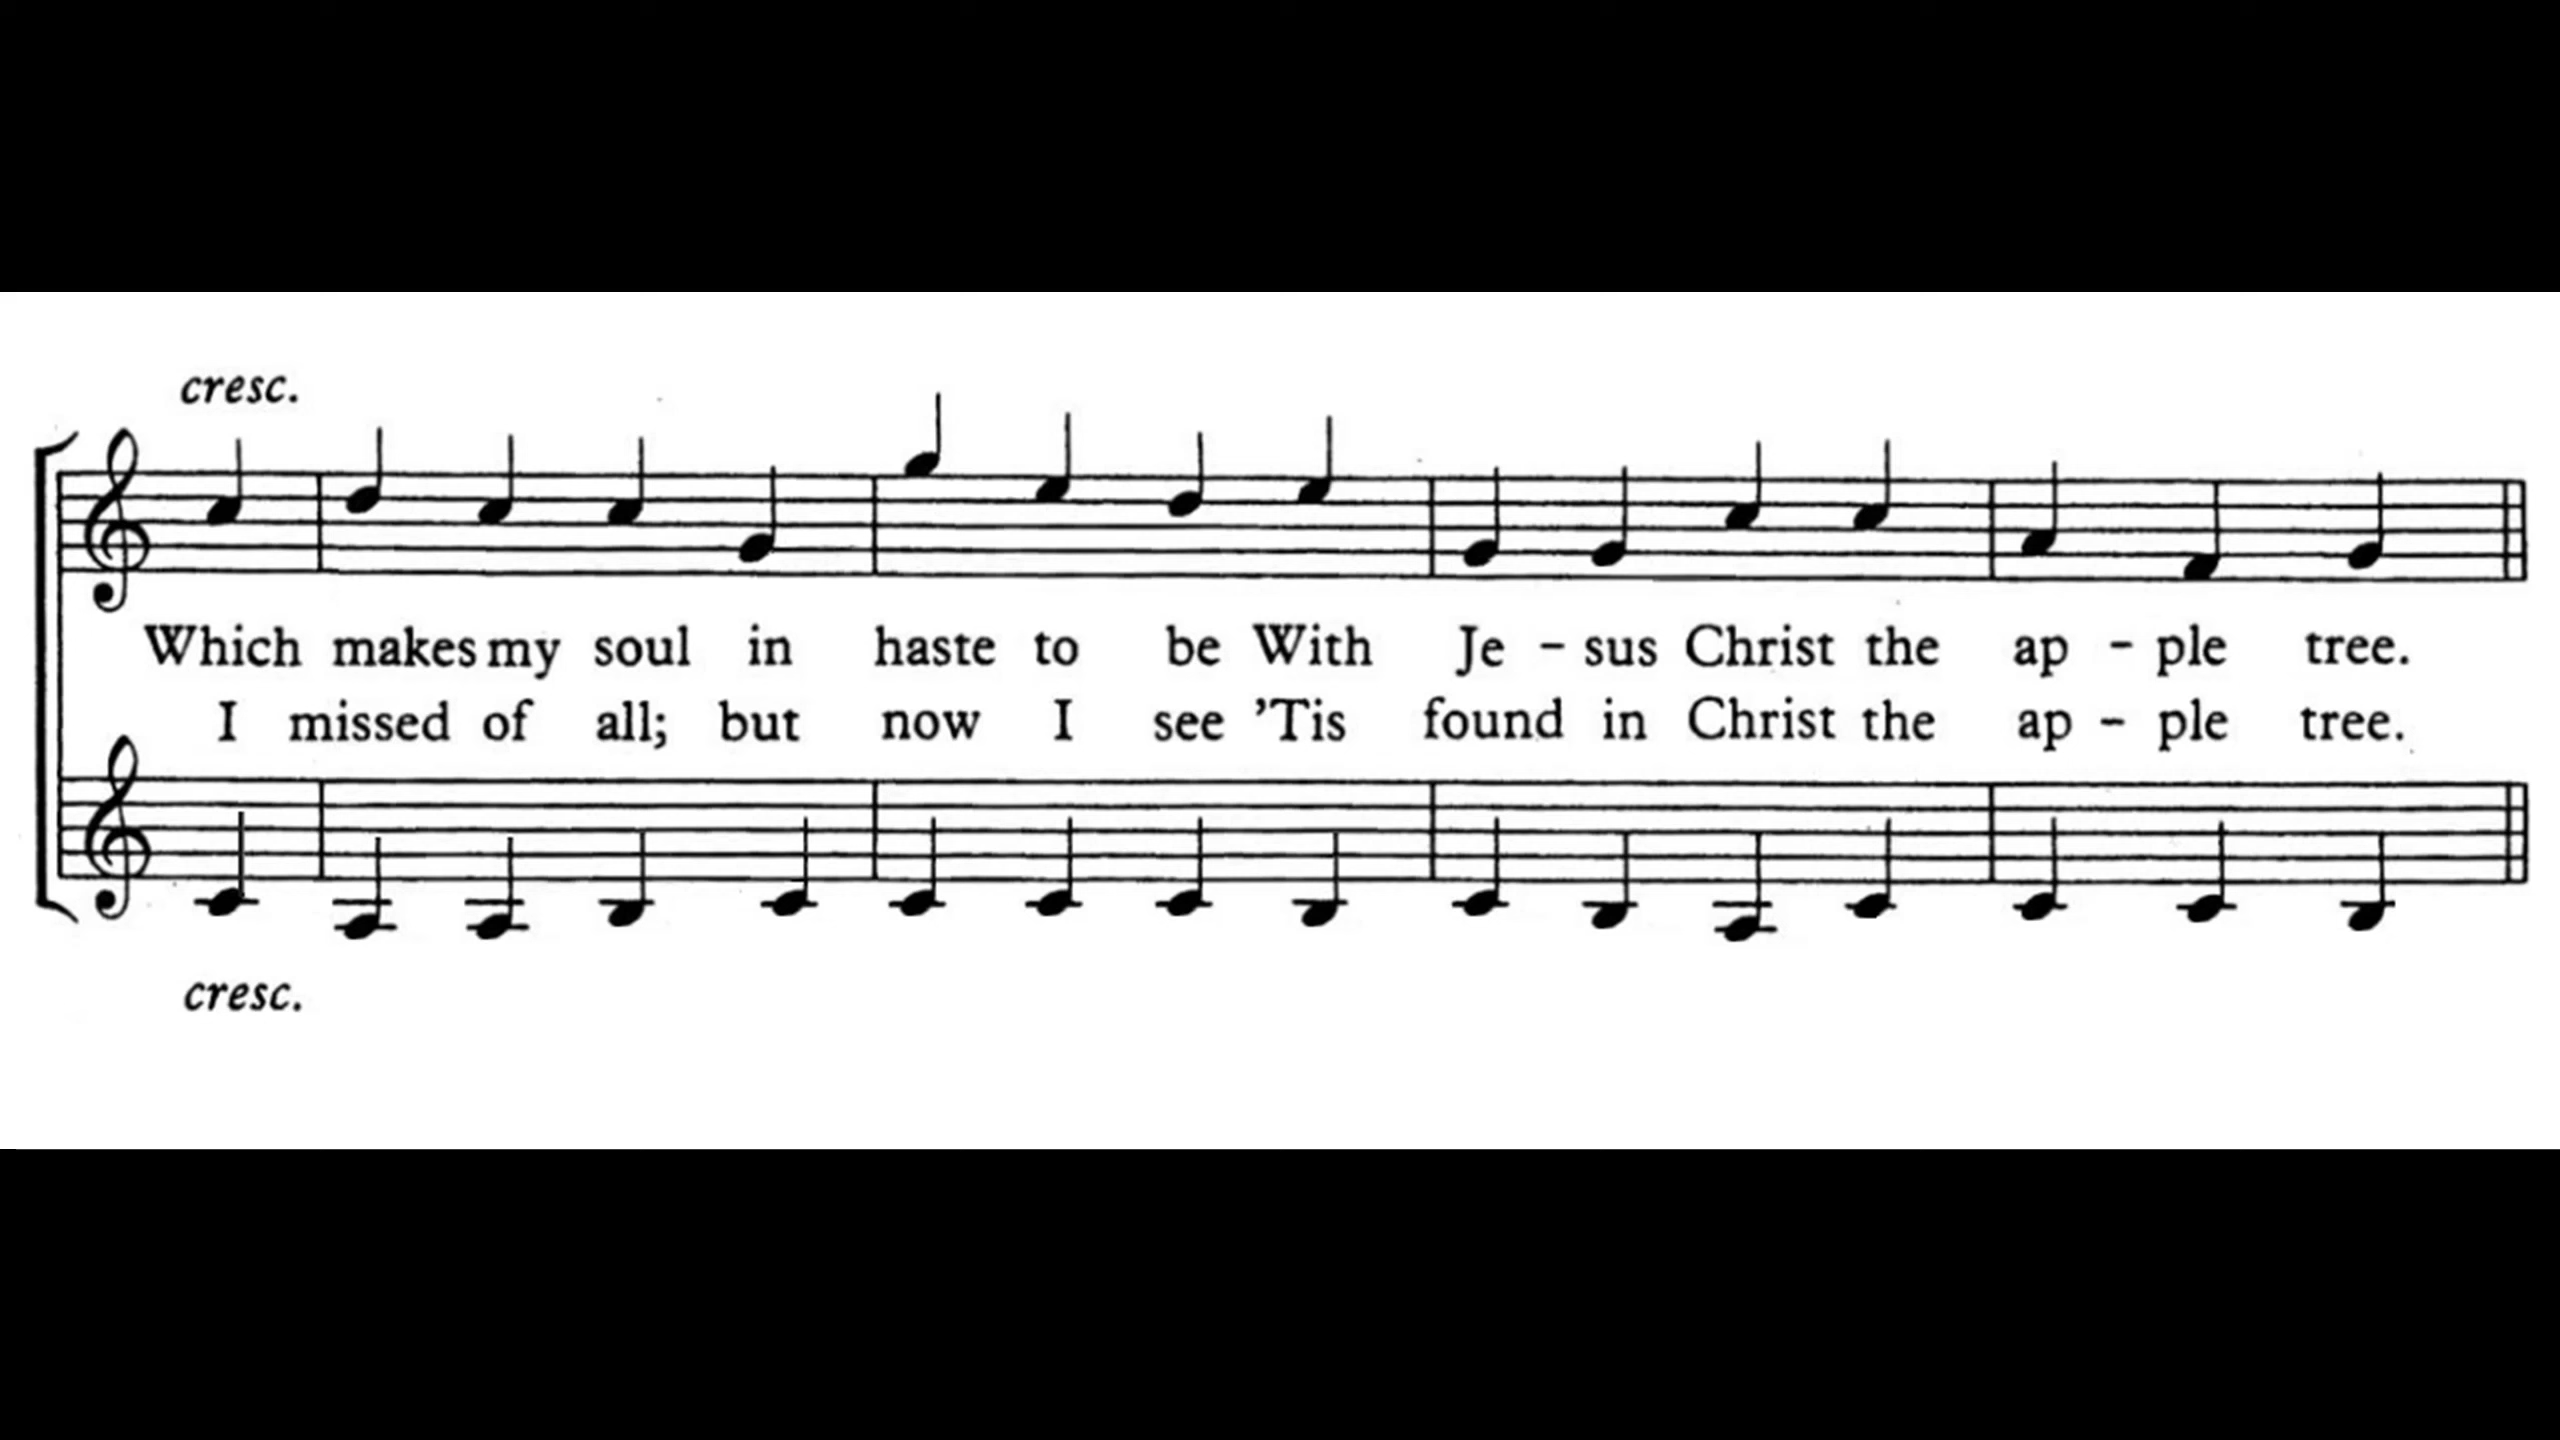 cresc.
Which makes my soul in haste to be With Je - sus Christ the ap - ple tree.
I missed of all; but now I see ’Tis found in Christ the ap - ple tree.
cresc.